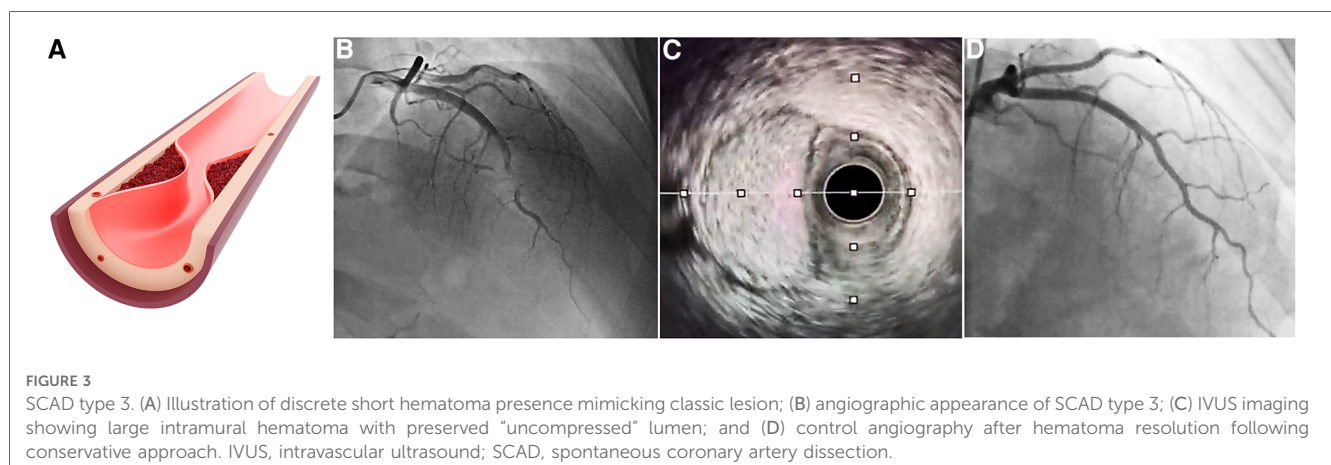 A
B
C
D
FIGURE 3
SCAD type 3. (A) Illustration of discrete short hematoma presence mimicking classic lesion; (B) angiographic appearance of SCAD type 3; (C) IVUS imaging
showing large intramural hematoma with preserved “uncompressed” lumen; and (D) control angiography after hematoma resolution following
conservative approach. IVUS, intravascular ultrasound; SCAD, spontaneous coronary artery dissection.